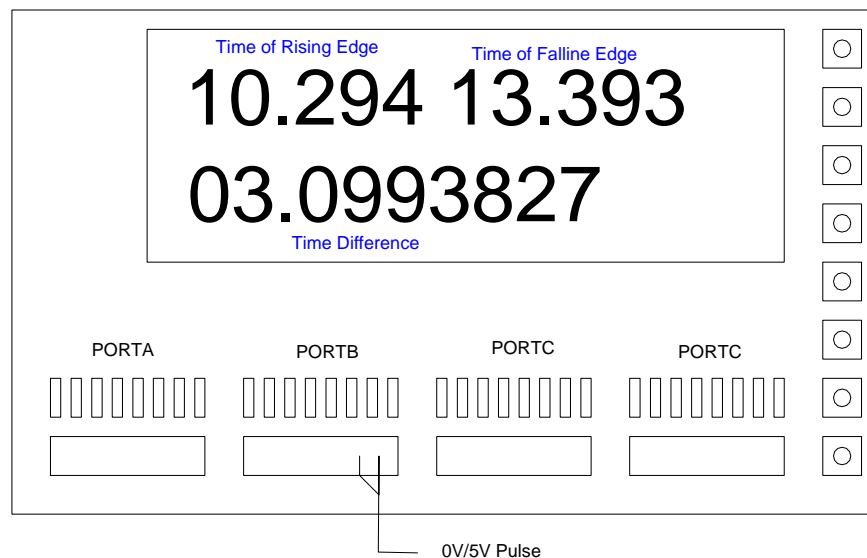 Time of Rising Edge Time of Falline Edge
10.294 13.393
03.0993827
Time Difference
PORTA PORTB PORTC PORTC
0V/5V Pulse